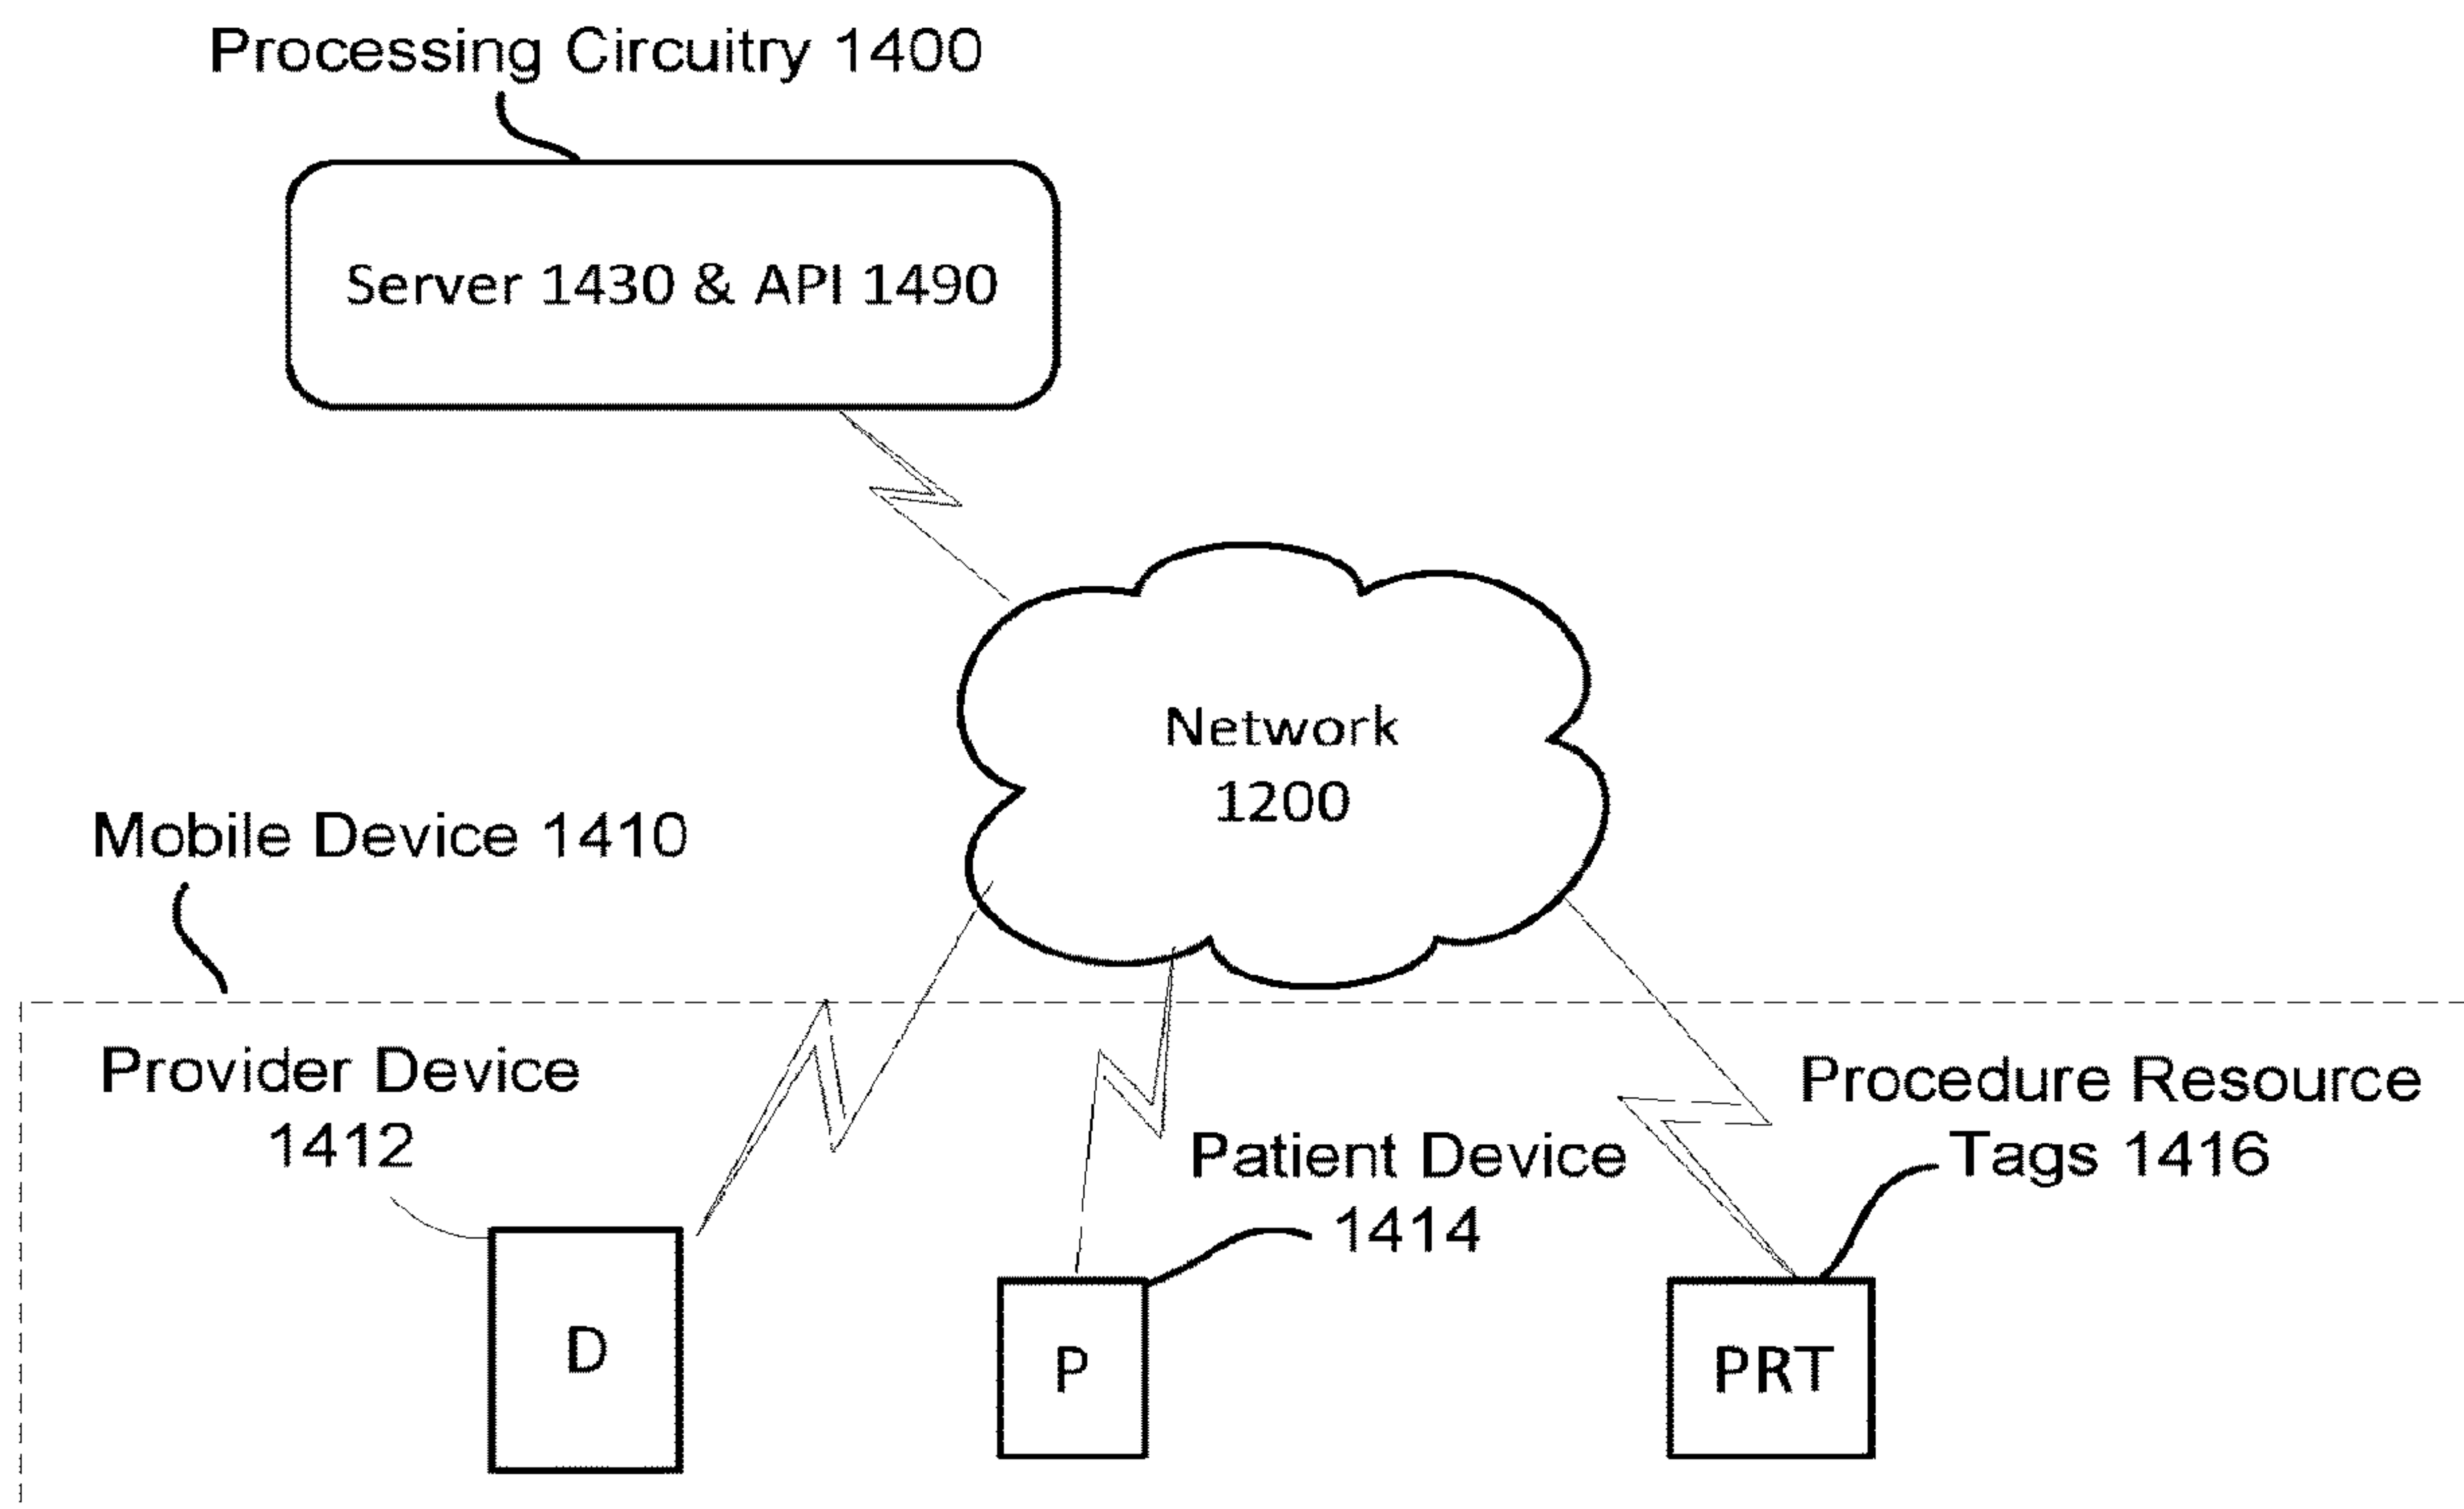 Processing Circuitry 1400
Server 1430 & API 1490
Network
1200
Mobile Device 1410
Provider Device
1412
Patient Device
1414
Procedure Resource
Tags 1416
D
P
PRT